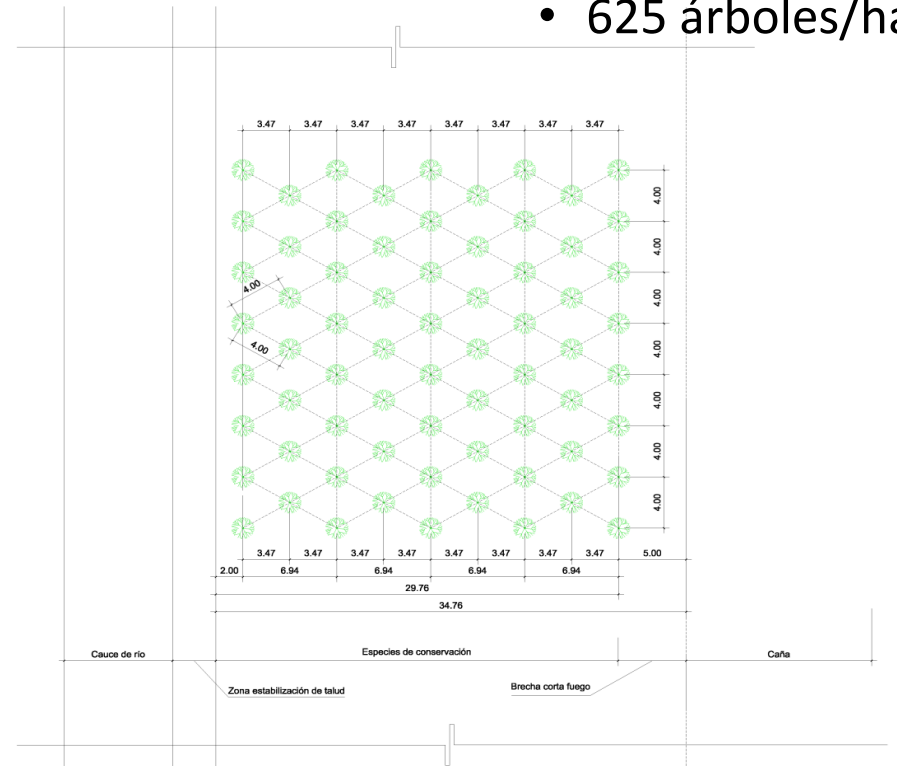 • 625 árboles/ha
3.47 3.47 3.47 3.47 3.47 3.47 3.47 3.47
4.00
4.00
4.00
4.00
4.00
4.00
4.00
4.00
4.00
3.47 3.47 3.47 3.47 3.47 3.47 3.47 3.47 5.00
2.00 6.94 6.94 6.94 6.94
29.76
34.76
Cauce de río Especies de conservación Caña
Zona estabilización de talud Brecha corta fuego